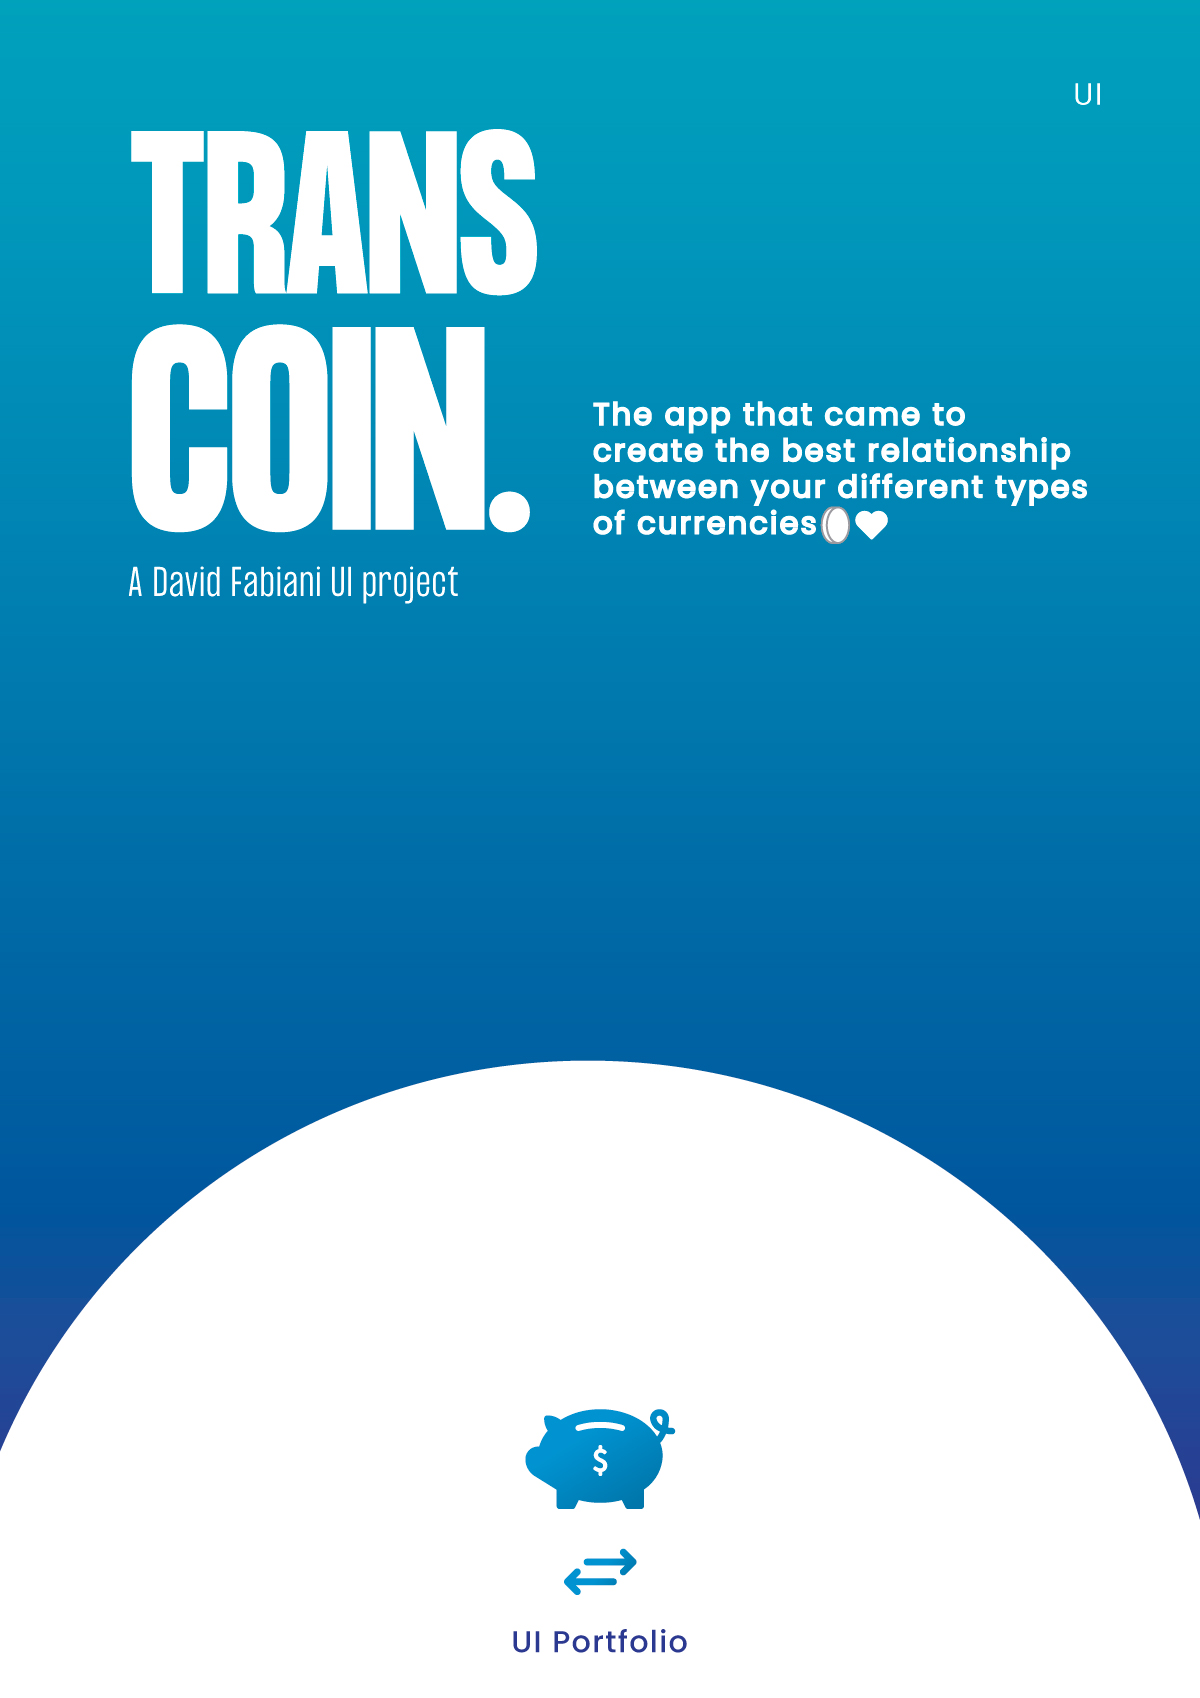 UI
TRANS
COIN.
A David Fabiani UI project
The app that came to
create the best relationship
between your different types
of currencies
$
UI Portfolio